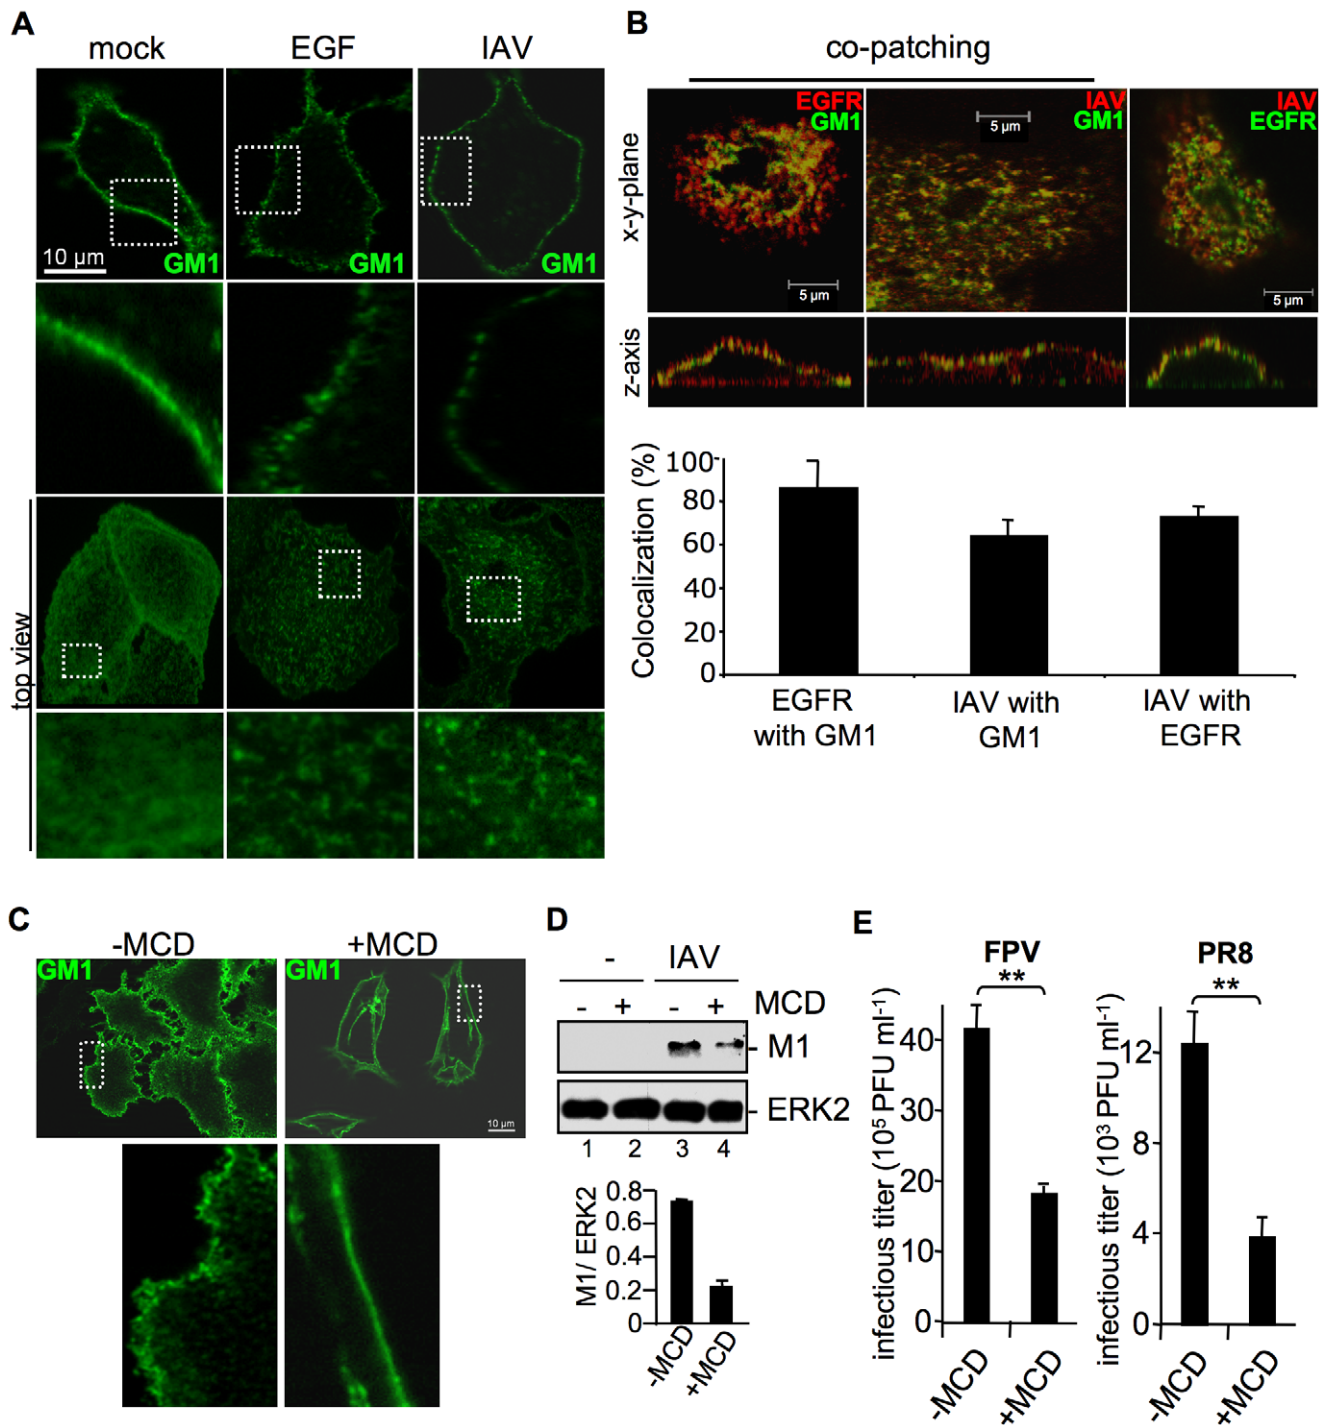 A
mock
EGF
IAV
10 µm
GM1
GM1
GM1
top view
B
co-patching
x-y-plane
EGFR
GM1
IAV
GM1
IAV
EGFR
5 µm
5 µm
5 µm
z-axis
Colocalization (%)
100
80
60
40
20
0
EGFR
with GM1
IAV with
GM1
IAV with
EGFR
C
-MCD
+MCD
GM1
GM1
10 µm
D
- IAV
- + - + MCD
- M1
- ERK2
1 2 3 4
M1/ ERK2
0.8
0.6
0.4
0.2
0
-MCD
+MCD
E
FPV
**
infectious titer (10⁵ PFU ml⁻¹)
40
30
20
10
0
-MCD
+MCD
PR8
**
infectious titer (10³ PFU ml⁻¹)
12
8
4
0
-MCD
+MCD